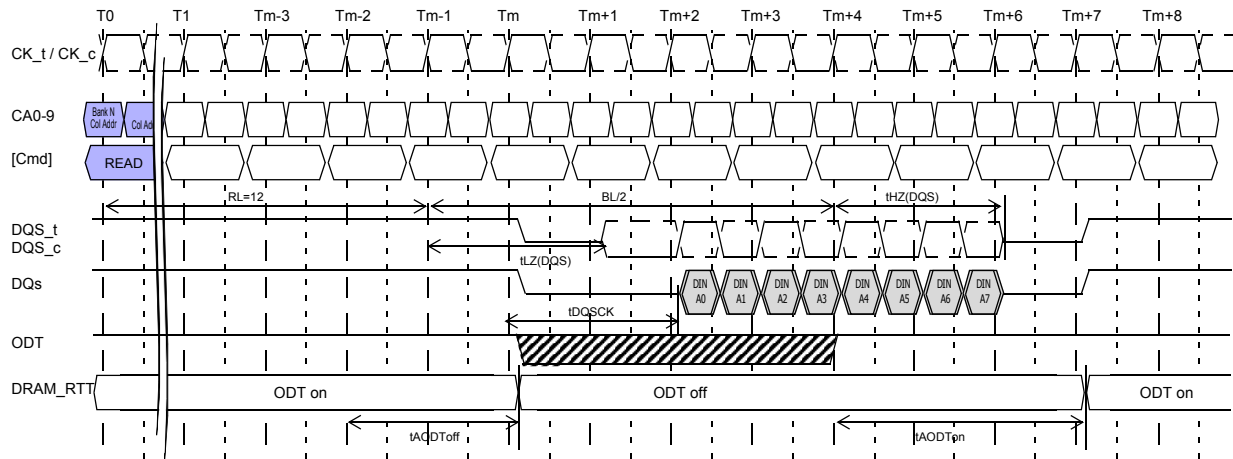 T0 T1 Tm-3 Tm-2 Tm-1 Tm Tm+1 Tm+2 Tm+3 Tm+4 Tm+5 Tm+6 Tm+7 Tm+8
CK_t / CK_c
CA0-9
Bank N
Col Addr
Col Add
[Cmd]
READ
RL=12
BL/2
tHZ(DQS)
DQS_t
DQS_c
tLZ(DQS)
DQs
DIN
A0
DIN
A1
DIN
A2
DIN
A3
DIN
A4
DIN
A5
DIN
A6
DIN
A7
tDQSCK
ODT
DRAM_RTT
ODT on
ODT off
ODT on
tAODToff
tAODTon